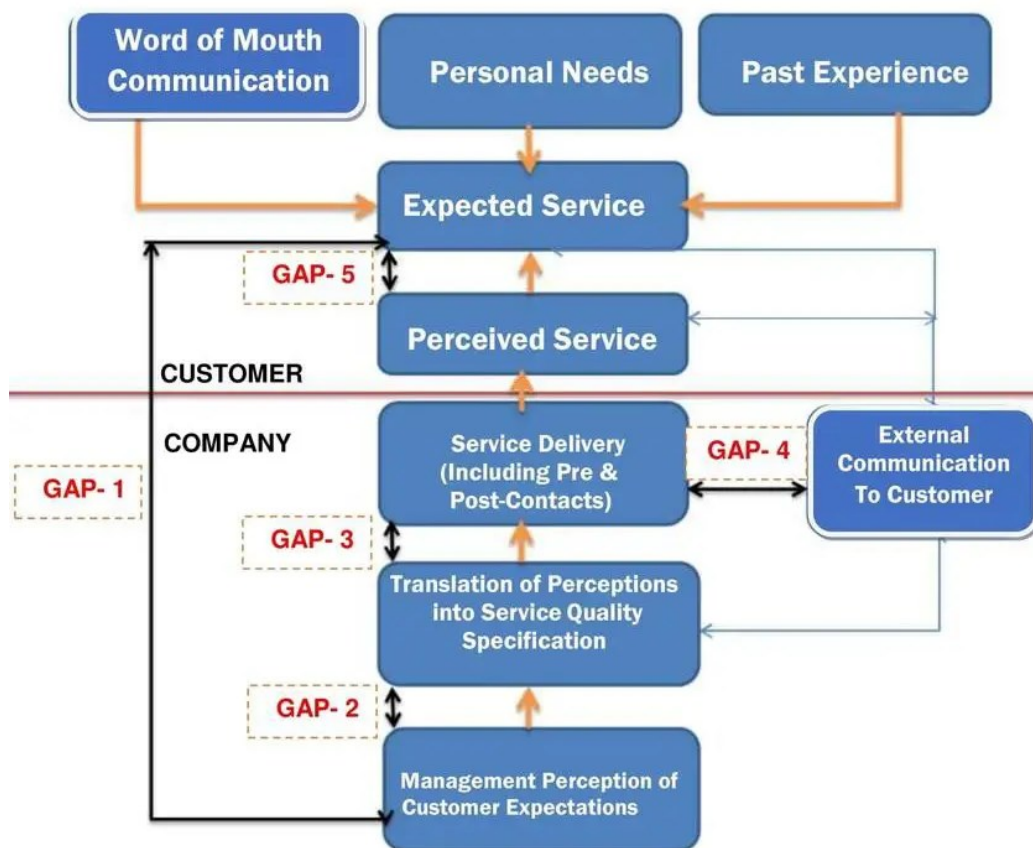 Word of Mouth
Communication
Personal Needs
Past Experience
Expected Service
GAP- 5
Perceived Service
CUSTOMER
COMPANY
Service Delivery
(Including Pre &
Post-Contacts)
GAP- 4
External
Communication
To Customer
GAP- 1
GAP- 3
Translation of Perceptions
into Service Quality
Specification
GAP- 2
Management Perception of
Customer Expectations